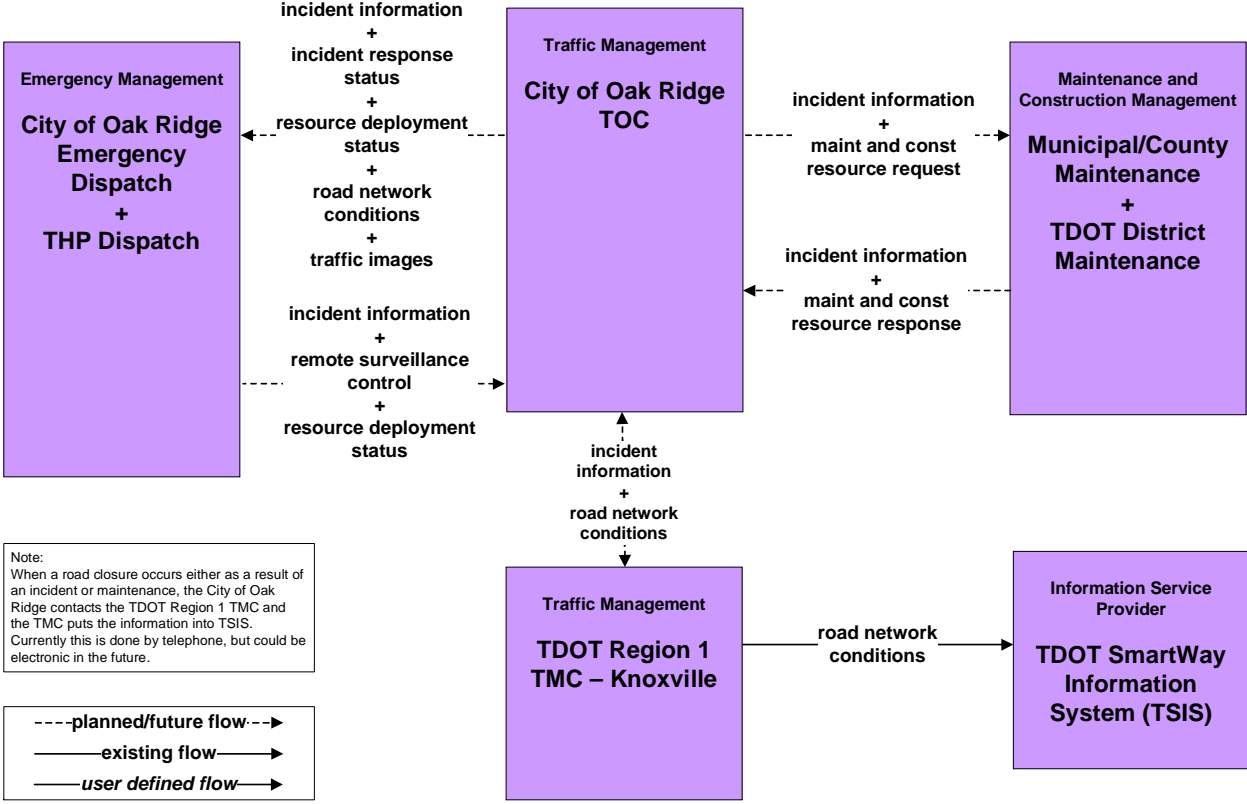 Emergency Management
City of Oak Ridge
Emergency
Dispatch
+
THP Dispatch
incident information
+
incident response
status
+
resource deployment
status
+
road network
conditions
+
traffic images
incident information
+
remote surveillance
control
+
resource deployment
status
Traffic Management
City of Oak Ridge
TOC
incident information
+
maint and const
resource request
incident information
+
maint and const
resource response
Maintenance and
Construction Management
Municipal/County
Maintenance
+
TDOT District
Maintenance
incident
information
+
road network
conditions
Traffic Management
TDOT Region 1
TMC – Knoxville
road network
conditions
Information Service
Provider
TDOT SmartWay
Information
System (TSIS)
Note:
When a road closure occurs either as a result of
an incident or maintenance, the City of Oak
Ridge contacts the TDOT Region 1 TMC and
the TMC puts the information into TSIS.
Currently this is done by telephone, but could be
electronic in the future.
planned/future flow
existing flow
user defined flow